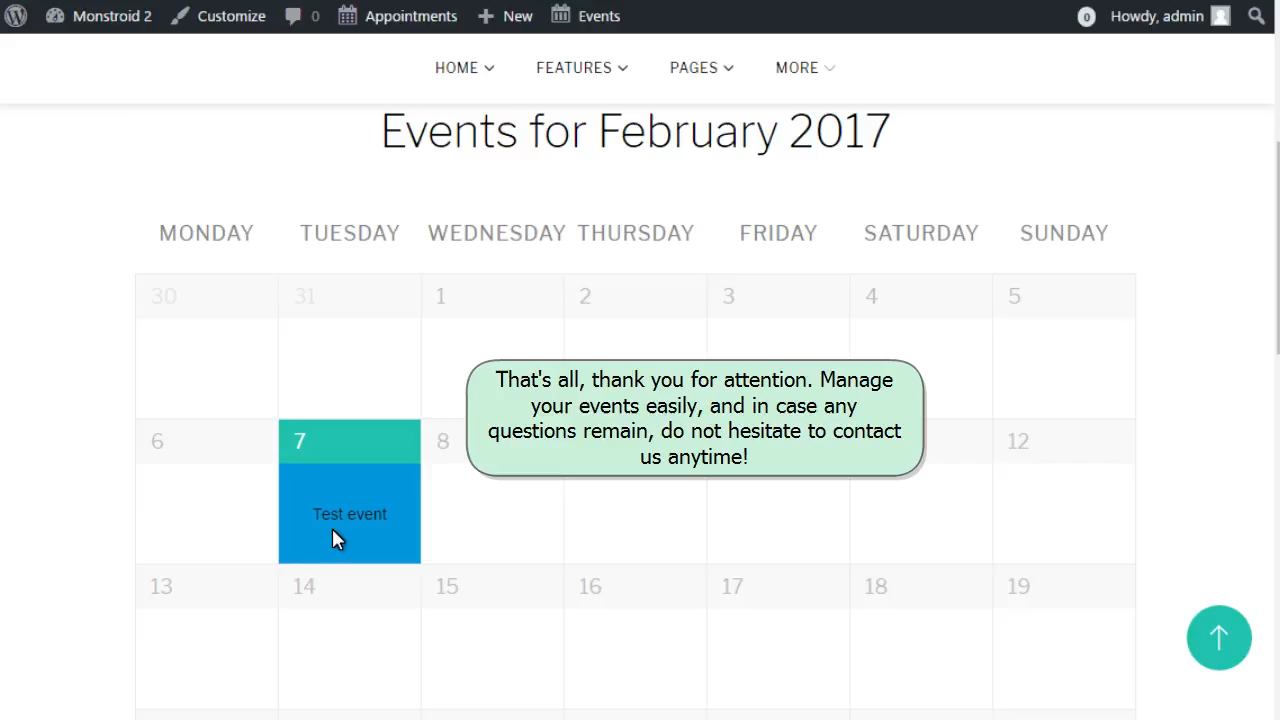 Monstroid 2 Customize 0 Appointments New Events 0 Howdy, admin
HOME FEATURES PAGES MORE
Events for February 2017
MONDAY TUESDAY WEDNESDAY THURSDAY FRIDAY SATURDAY SUNDAY
30 31 1 2 3 4 5
That's all, thank you for attention. Manage
your events easily, and in case any
questions remain, do not hesitate to contact
us anytime!
6 7 8 12
Test event
13 14 15 16 17 18 19